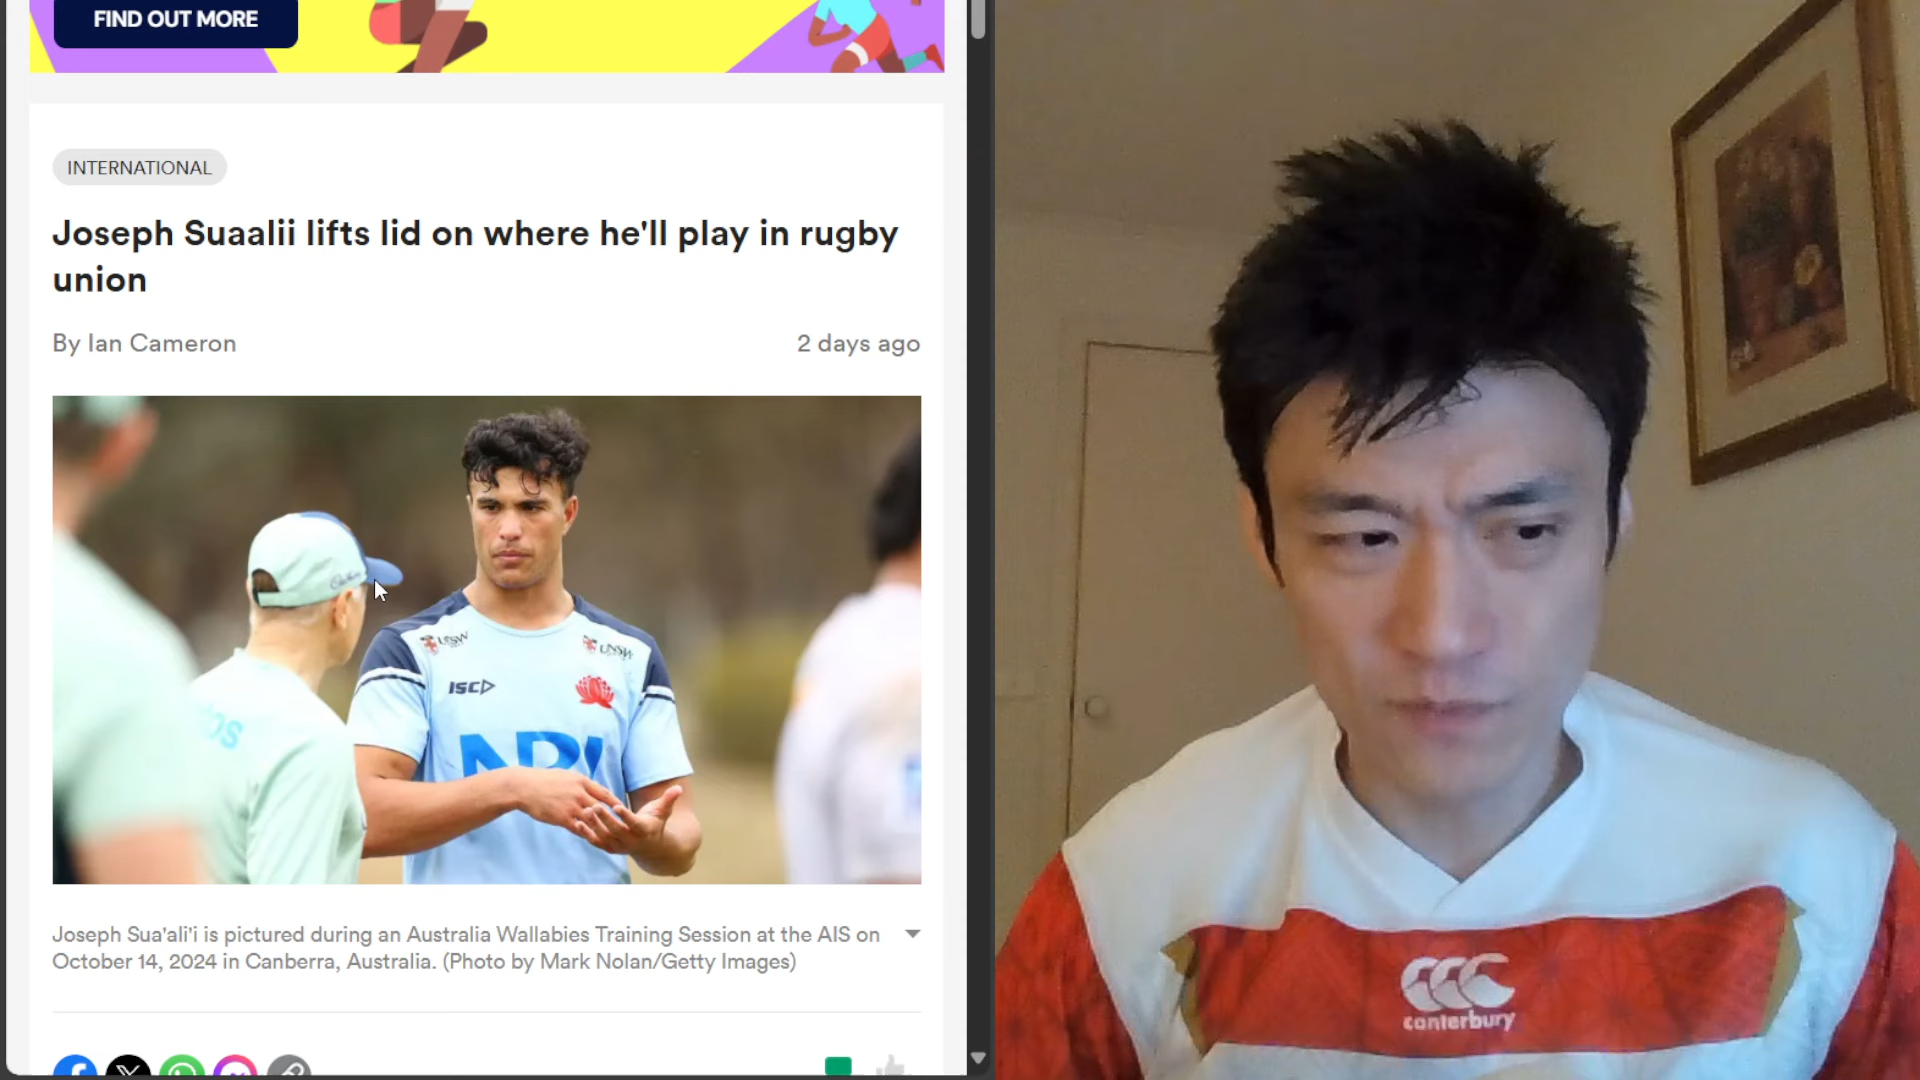 FIND OUT MORE
INTERNATIONAL
Joseph Suaalii lifts lid on where he'll play in rugby
union
By Ian Cameron
2 days ago
UNSW
UNSW
ISC
Joseph Sua'ali'i is pictured during an Australia Wallabies Training Session at the AIS on
October 14, 2024 in Canberra, Australia. (Photo by Mark Nolan/Getty Images)
CCC
canterbury